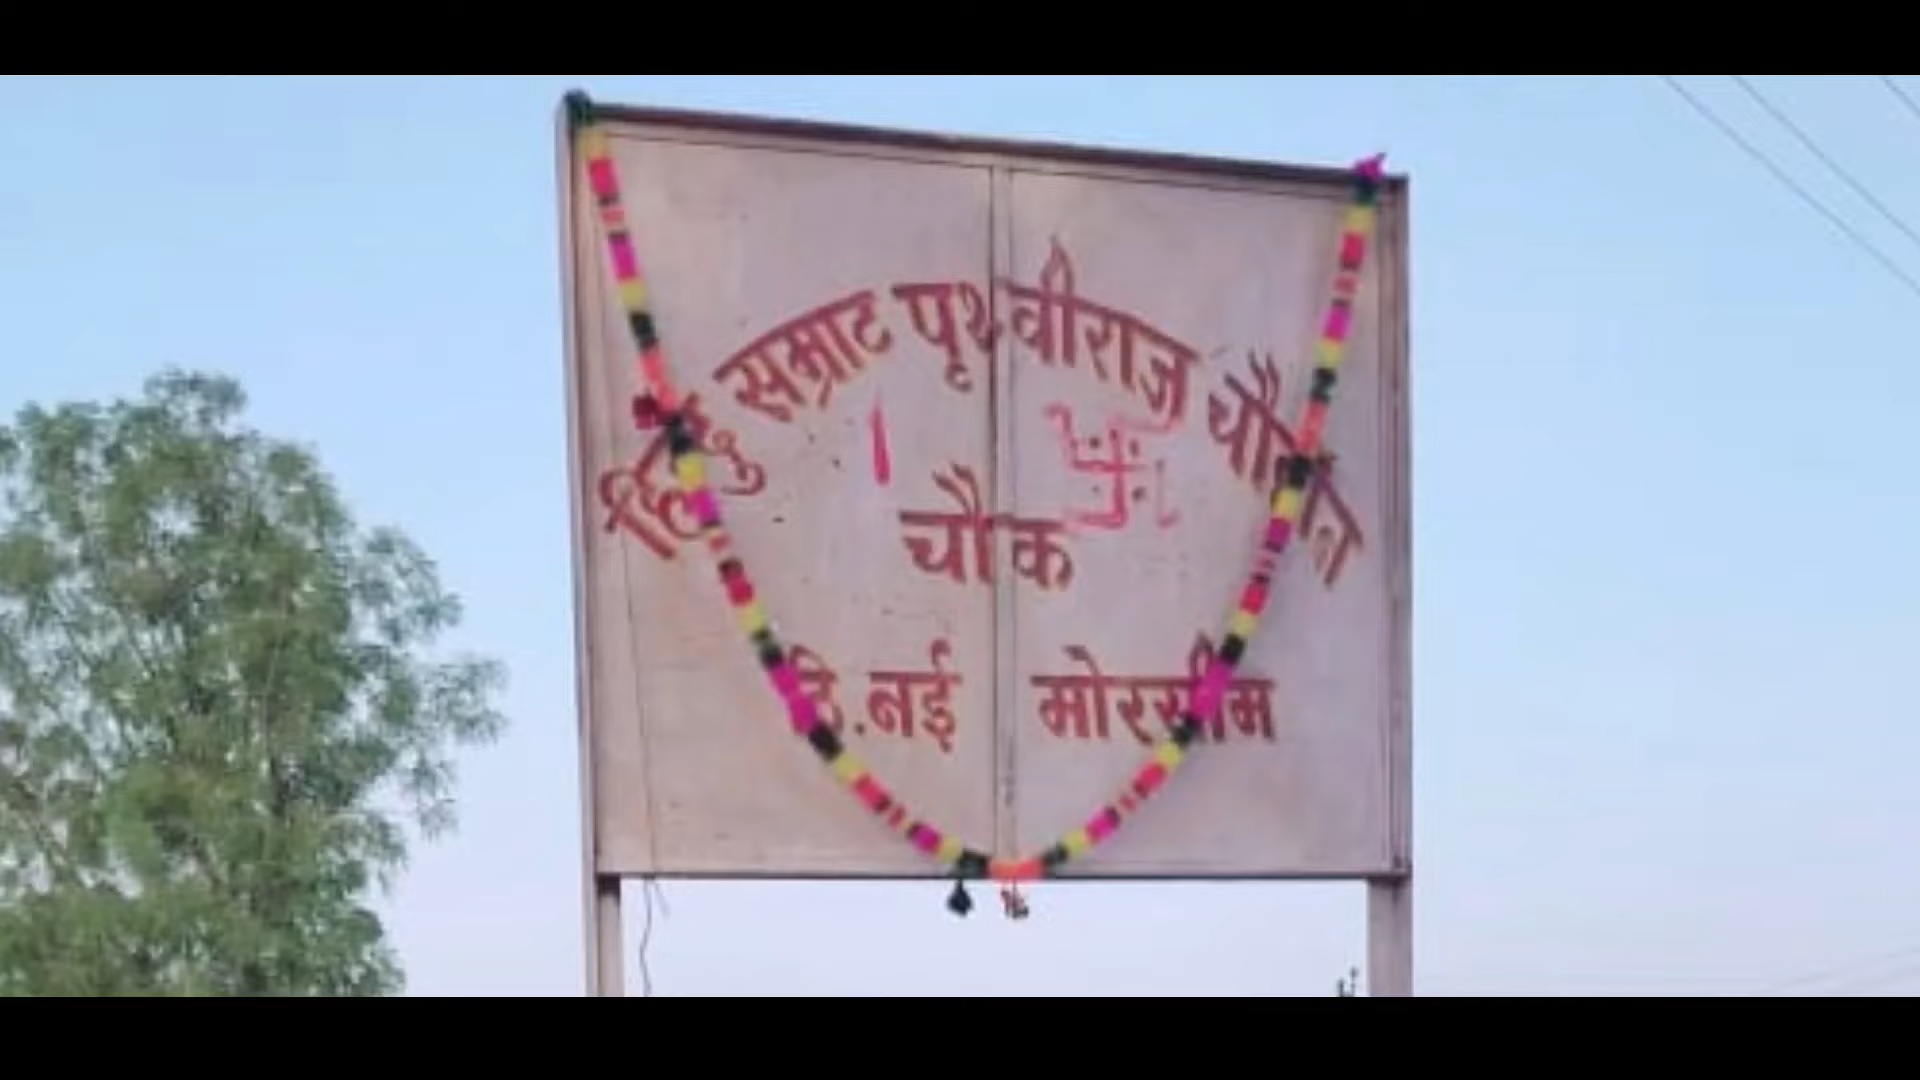 हिंदु सम्राट पृथ्वीराज चौहान
चौक
ठि.नई मोरसीम